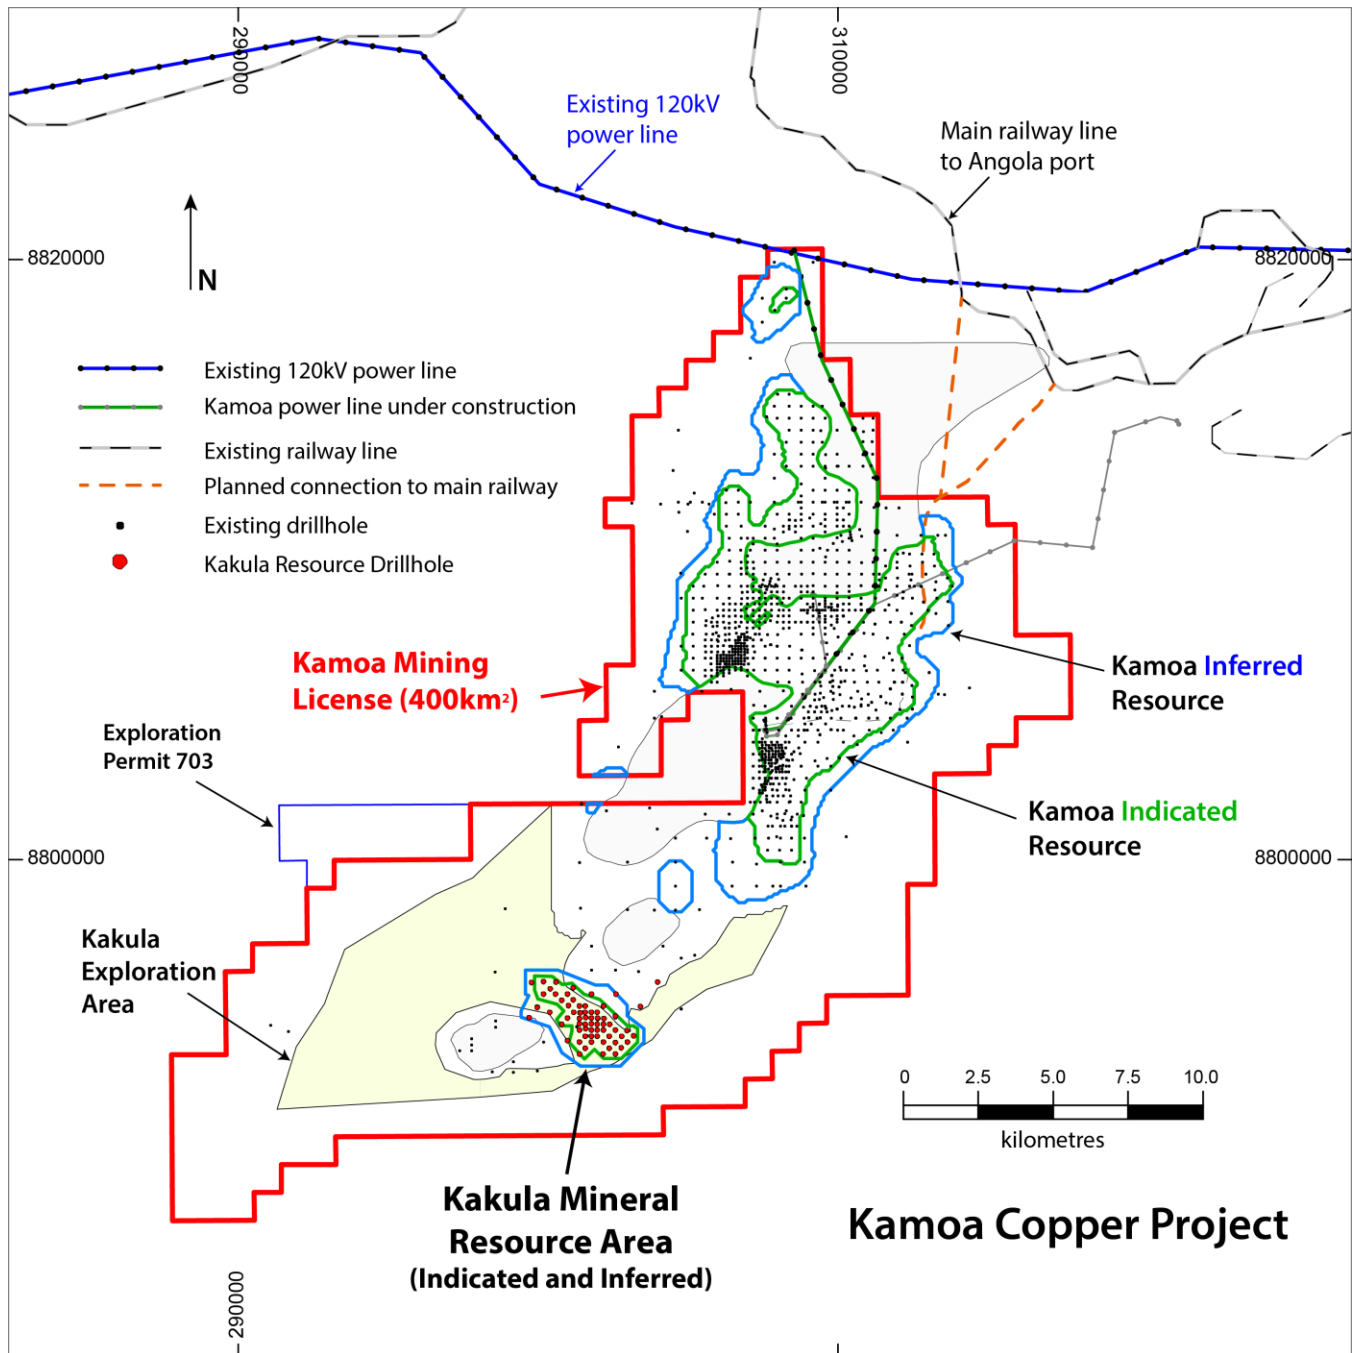 290000
310000
Existing 120kV
power line
Main railway line
to Angola port
8820000
8820000
N
Existing 120kV power line
Kamoa power line under construction
Existing railway line
Planned connection to main railway
Existing drillhole
Kakula Resource Drillhole
Kamoa Mining
License (400km²)
Kamoa Inferred
Resource
Exploration
Permit 703
Kamoa Indicated
Resource
8800000
8800000
Kakula
Exploration
Area
0 2.5 5.0 7.5 10.0
kilometres
Kakula Mineral
Resource Area
(Indicated and Inferred)
Kamoa Copper Project
290000